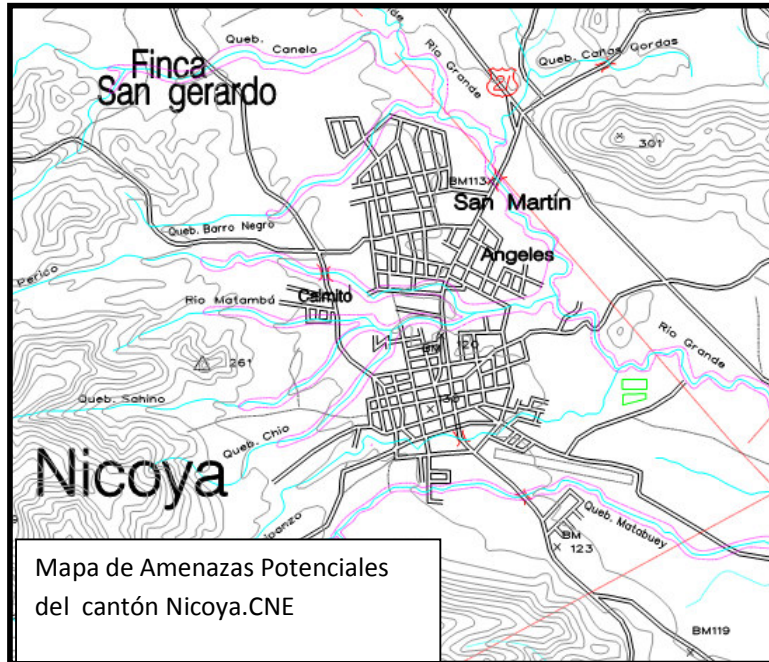 Queb.
Canelo
Finca
San gerardo
Río Grande
21
Queb. Cañas Gordas
301
BM113
San Martín
Angeles
Queb. Barro Negro
Perico
Calmito
Río Matambá
BM 120
Río Grande
261
130
Queb. Sahino
Queb. Chio
Nicoya
Queb. Matabuey
BM
123
BM119
Mapa de Amenazas Potenciales
del cantón Nicoya.CNE